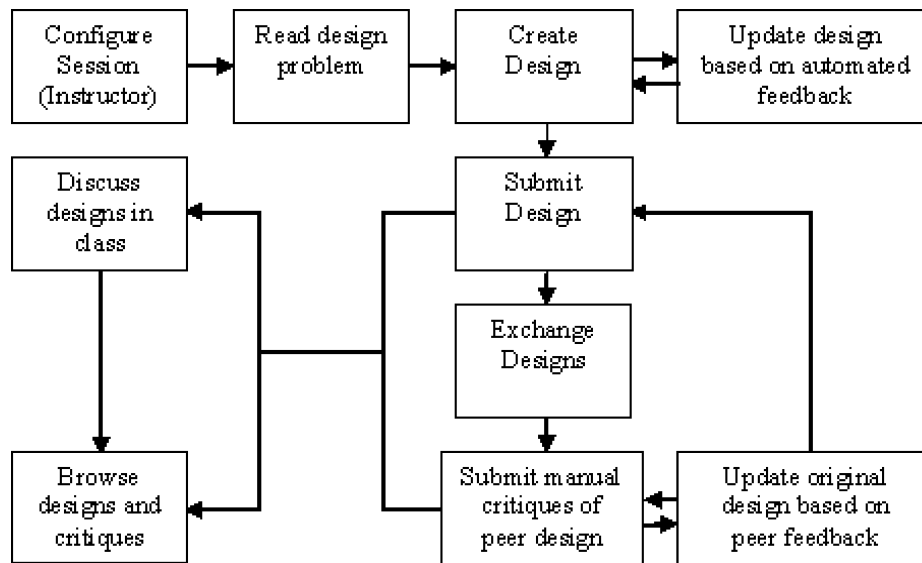 Configure
Session
(Instructor)
Read design
problem
Create
Design
Update design
based on automated
feedback
Discuss
designs in
class
Submit
Design
Exchange
Designs
Browse
designs and
critiques
Submit manual
critiques of
peer design
Update original
design based on
peer feedback